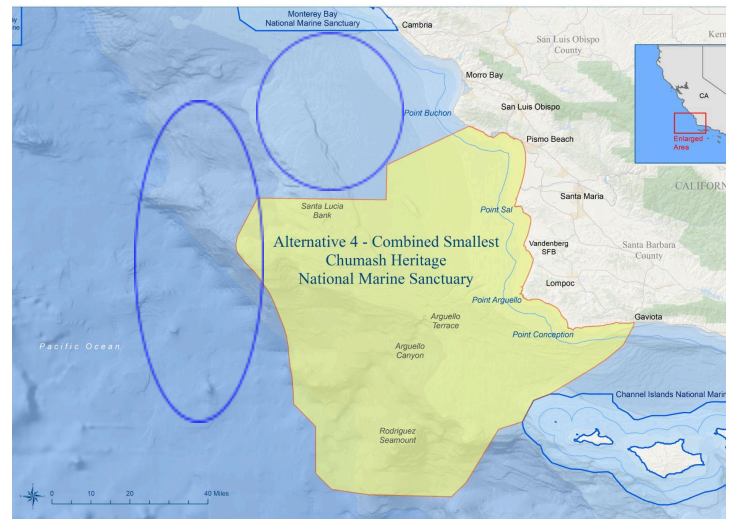 Monterey Bay
National Marine Sanctuary
Cambria
San Luis Obispo
County
Morro Bay
CA
Point Buchon
San Luis Obispo
Enlarged
Area
Pismo Beach
Santa Maria
Santa Lucia
Bank
Point Sal
Alternative 4 - Combined Smallest
Chumash Heritage
National Marine Sanctuary
Vandenberg
SFB
Santa Barbara
County
Lompoc
Point Arguello
Arguello
Terrace
Gaviota
Point Conception
Pacific Ocean
Arguello
Canyon
Channel Islands National Marin
Rodriguez
Seamount
0 10 20 40 Miles